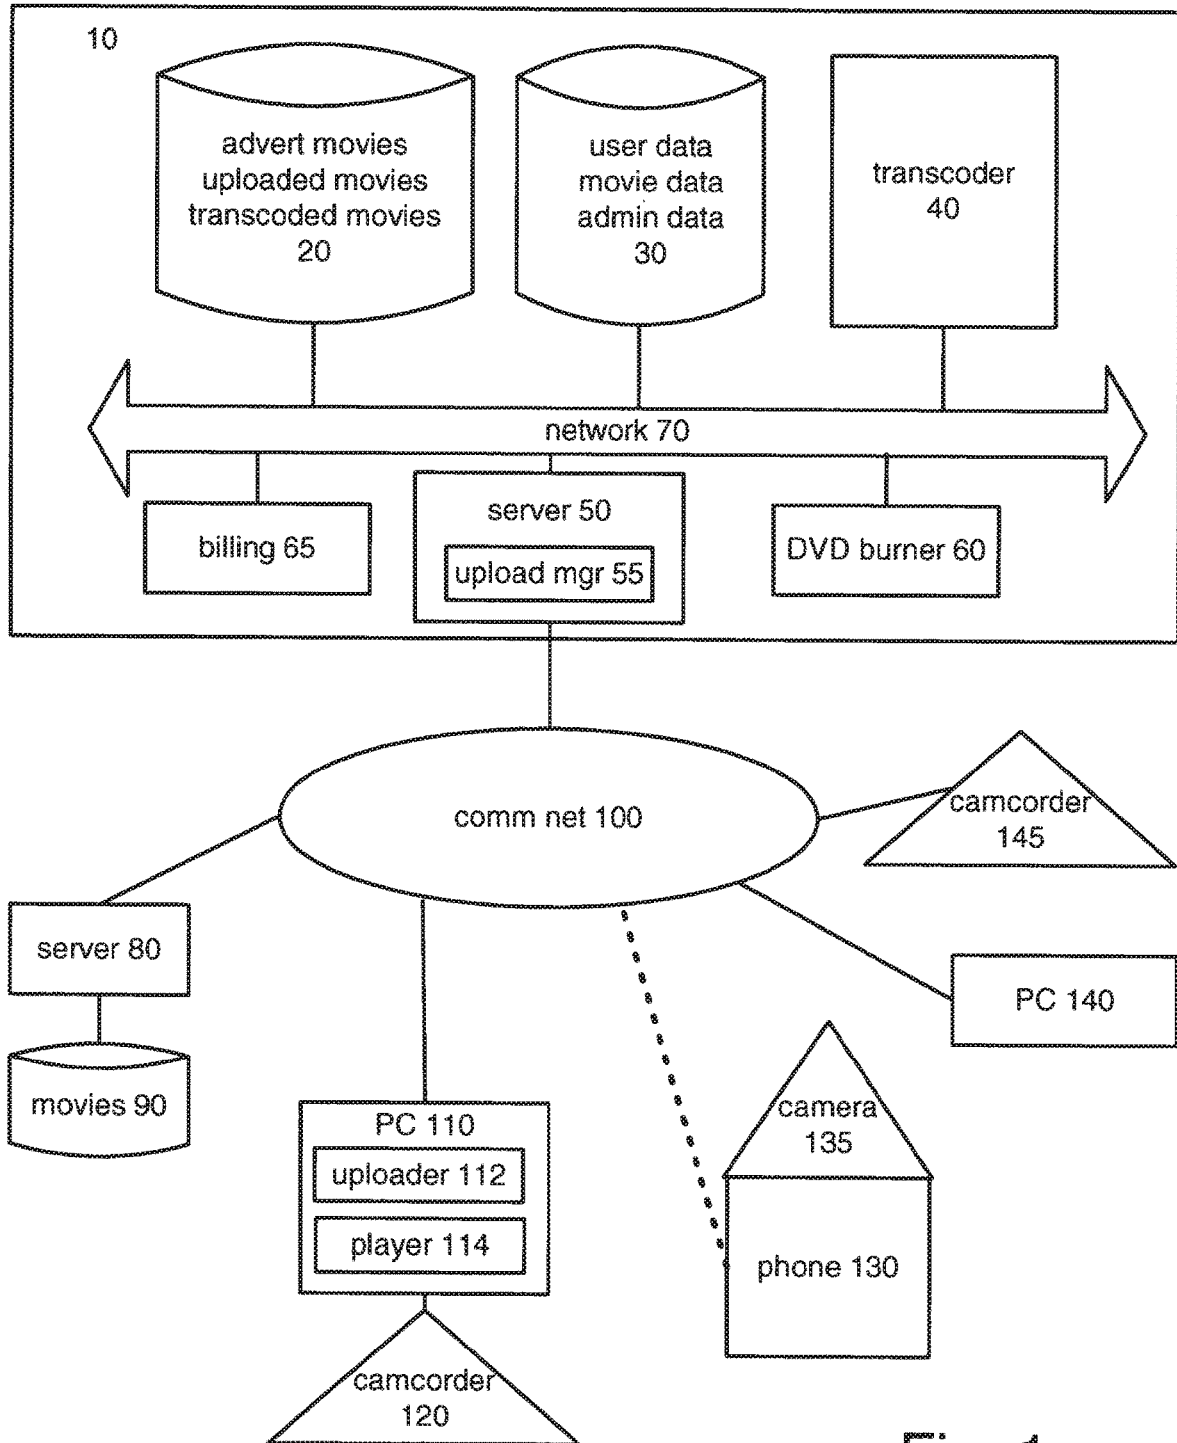 10
advert movies
uploaded movies
transcoded movies
20
user data
movie data
admin data
30
transcoder
40
network 70
billing 65
server 50
upload mgr 55
DVD burner 60
comm net 100
camcorder
145
server 80
PC 140
movies 90
camera
135
PC 110
uploader 112
player 114
phone 130
camcorder
120
Fig. 1